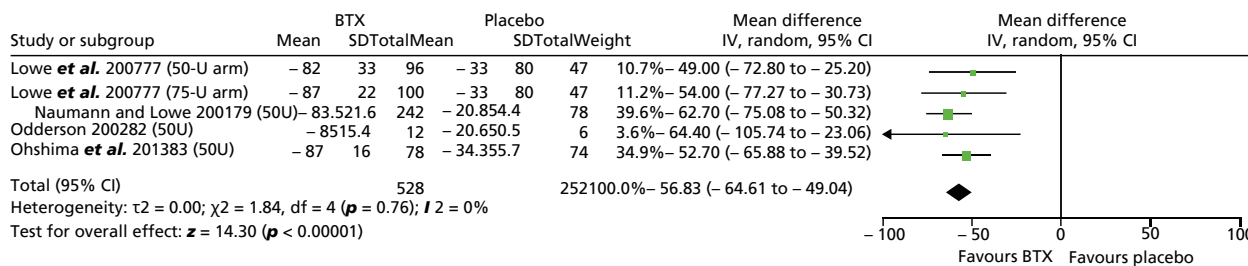 BTX Placebo Mean difference Mean difference
Study or subgroup Mean SDTotalMean SDTotalWeight IV, random, 95% CI IV, random, 95% CI
Lowe et al. 200777 (50-U arm) – 82 33 96 – 33 80 47 10.7%– 49.00 (– 72.80 to – 25.20)
Lowe et al. 200777 (75-U arm) – 87 22 100 – 33 80 47 11.2%– 54.00 (– 77.27 to – 30.73)
Naumann and Lowe 200179 (50U)– 83.521.6 242 – 20.854.4 78 39.6%– 62.70 (– 75.08 to – 50.32)
Odderson 200282 (50U) – 8515.4 12 – 20.650.5 6 3.6%– 64.40 (– 105.74 to – 23.06)
Ohshima et al. 201383 (50U) – 87 16 78 – 34.355.7 74 34.9%– 52.70 (– 65.88 to – 39.52)
Total (95% CI) 528 252100.0%– 56.83 (– 64.61 to – 49.04)
Heterogeneity: τ2 = 0.00; χ2 = 1.84, df = 4 (p = 0.76); I 2 = 0%
Test for overall effect: z = 14.30 (p < 0.00001)
– 100 – 50 0 50 100
Favours BTX Favours placebo